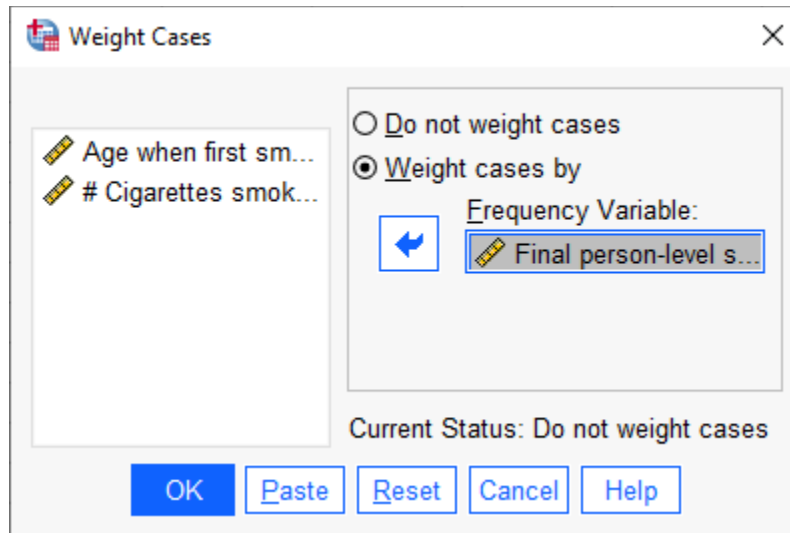 Weight Cases
Age when first sm...
# Cigarettes smok...
Do not weight cases
Weight cases by
Frequency Variable:
Final person-level s...
Current Status: Do not weight cases
OK Paste Reset Cancel Help